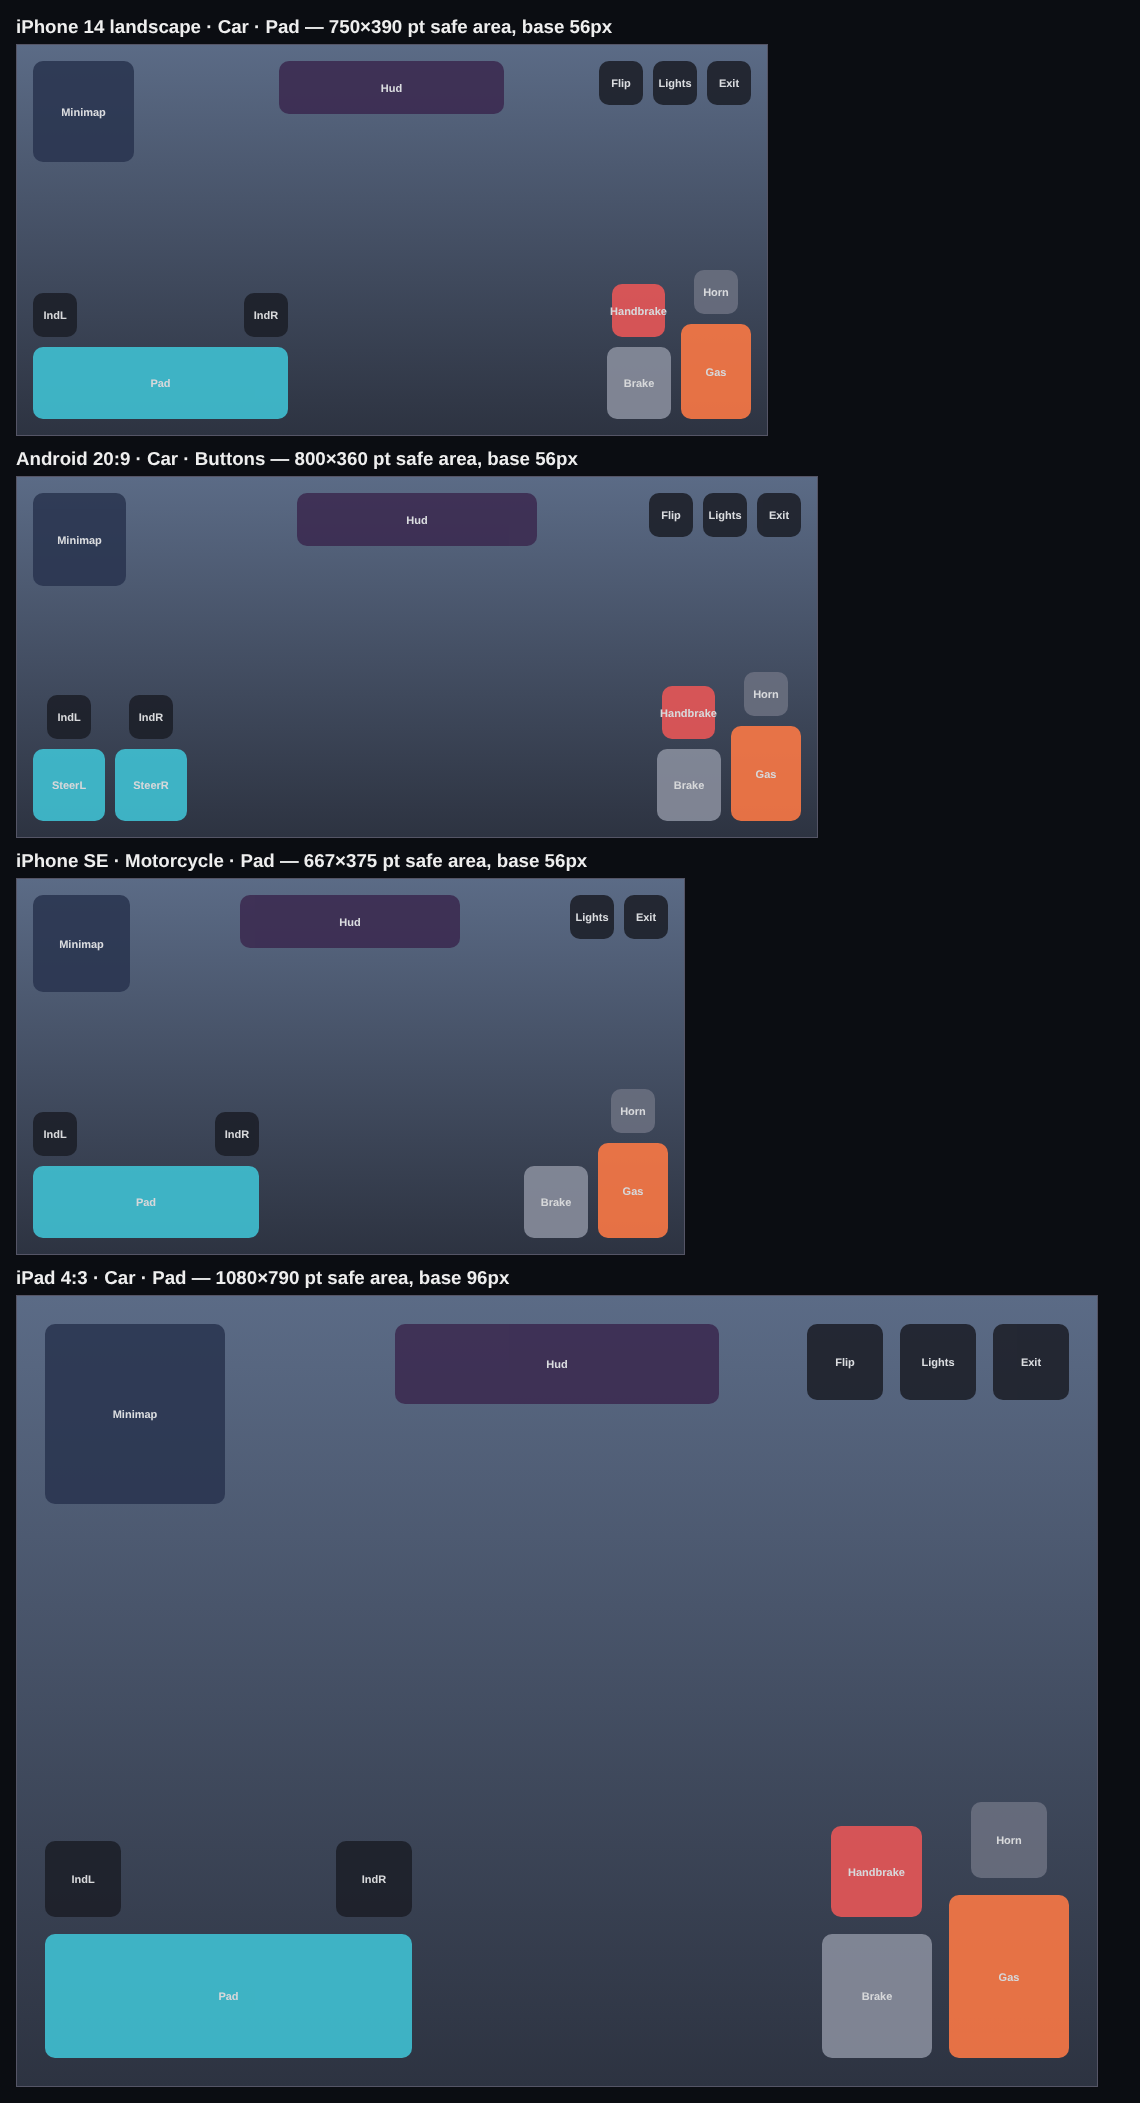 iPhone 14 landscape · Car · Pad — 750×390 pt safe area, base 56px
Minimap
Hud
Flip
Lights
Exit
IndL
IndR
Handbrake
Horn
Pad
Brake
Gas
Android 20:9 · Car · Buttons — 800×360 pt safe area, base 56px
Minimap
Hud
Flip
Lights
Exit
IndL
IndR
Handbrake
Horn
SteerL
SteerR
Brake
Gas
iPhone SE · Motorcycle · Pad — 667×375 pt safe area, base 56px
Minimap
Hud
Lights
Exit
IndL
IndR
Horn
Pad
Brake
Gas
iPad 4:3 · Car · Pad — 1080×790 pt safe area, base 96px
Minimap
Hud
Flip
Lights
Exit
IndL
IndR
Handbrake
Horn
Pad
Brake
Gas